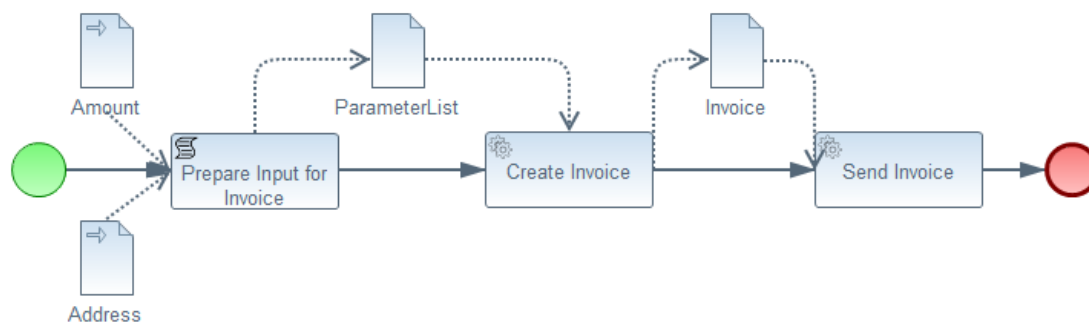 Amount
ParameterList
Invoice
Prepare Input for
Invoice
Create Invoice
Send Invoice
Address